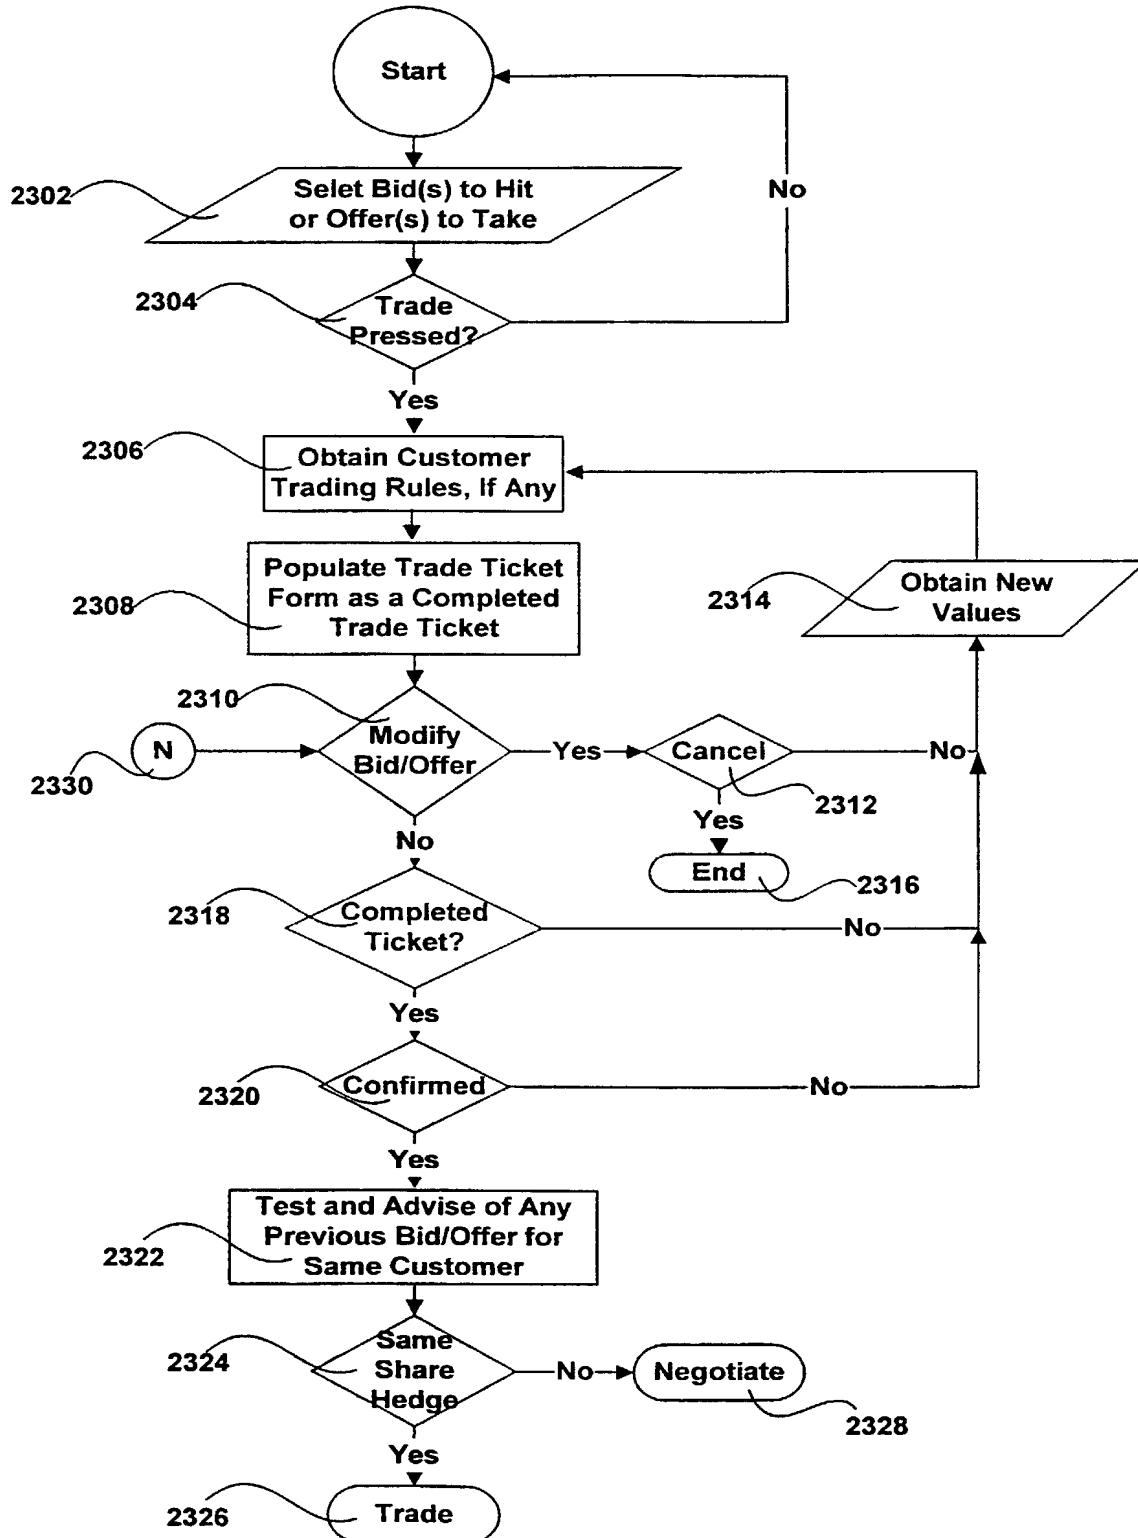 Start
No
2302
Selet Bid(s) to Hit
or Offer(s) to Take
2304
Trade
Pressed?
Yes
2306
Obtain Customer
Trading Rules, If Any
2308
Populate Trade Ticket
Form as a Completed
Trade Ticket
2314
Obtain New
Values
2310
N
2330
Modify
Bid/Offer
Yes
Cancel
No
2312
Yes
End
2316
No
2318
Completed
Ticket?
No
Yes
2320
Confirmed
No
Yes
2322
Test and Advise of Any
Previous Bid/Offer for
Same Customer
2324
Same
Share
Hedge
No
Negotiate
2328
Yes
2326
Trade